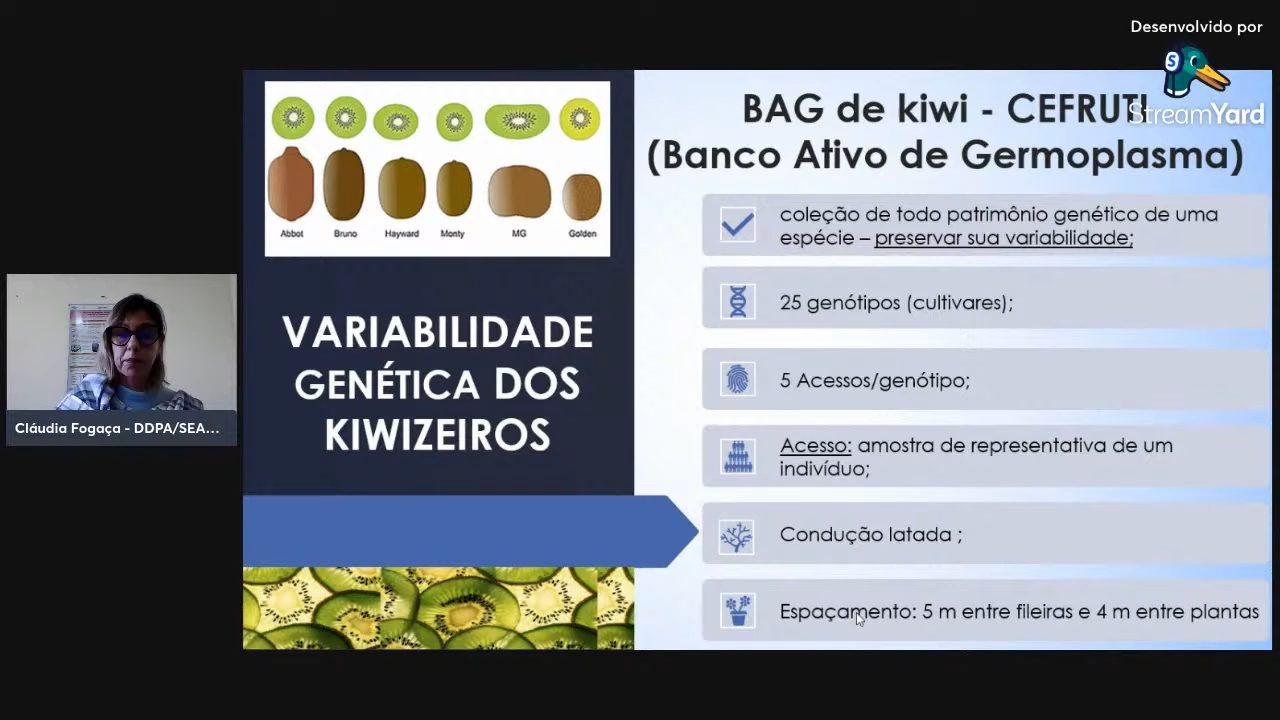 Desenvolvido por
StreamYard
BAG de kiwi - CEFRUTI
(Banco Ativo de Germoplasma)
Abbot Bruno Hayward Monty MG Golden
VARIABILIDADE
GENÉTICA DOS
KIWIZEIROS
coleção de todo patrimônio genético de uma
espécie – preservar sua variabilidade;
25 genótipos (cultivares);
5 Acessos/genótipo;
Acesso: amostra de representativa de um
indivíduo;
Condução latada ;
Espaçamento: 5 m entre fileiras e 4 m entre plantas
Cláudia Fogaça - DDPA/SEA...